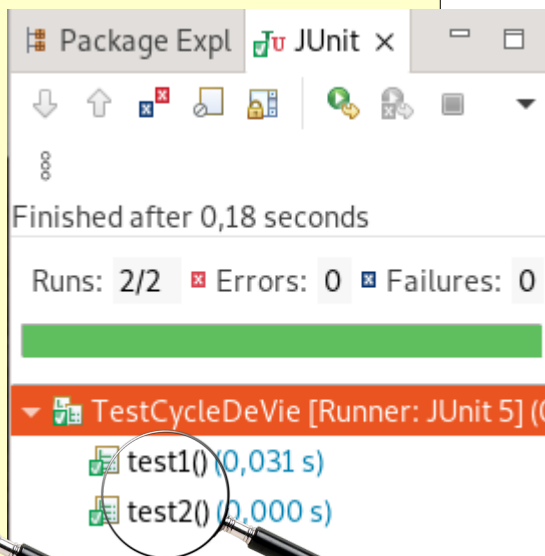 Package Expl JUnit ×
Finished after 0,18 seconds
Runs: 2/2 Errors: 0 Failures: 0
TestCycleDeVie [Runner: JUnit 5] (0
test1() (0,031 s)
test2() (0,000 s)